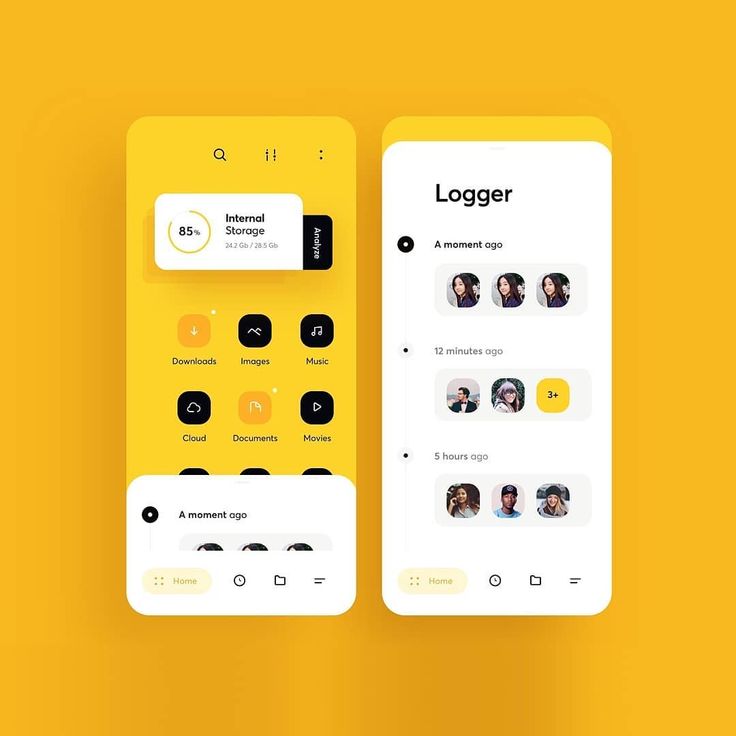 85%
Internal
Storage
24.2 Gb / 28.5 Gb
Analyze
Downloads
Images
Music
Cloud
Documents
Movies
A moment ago
Home
Logger
A moment ago
12 minutes ago
3+
5 hours ago
Home